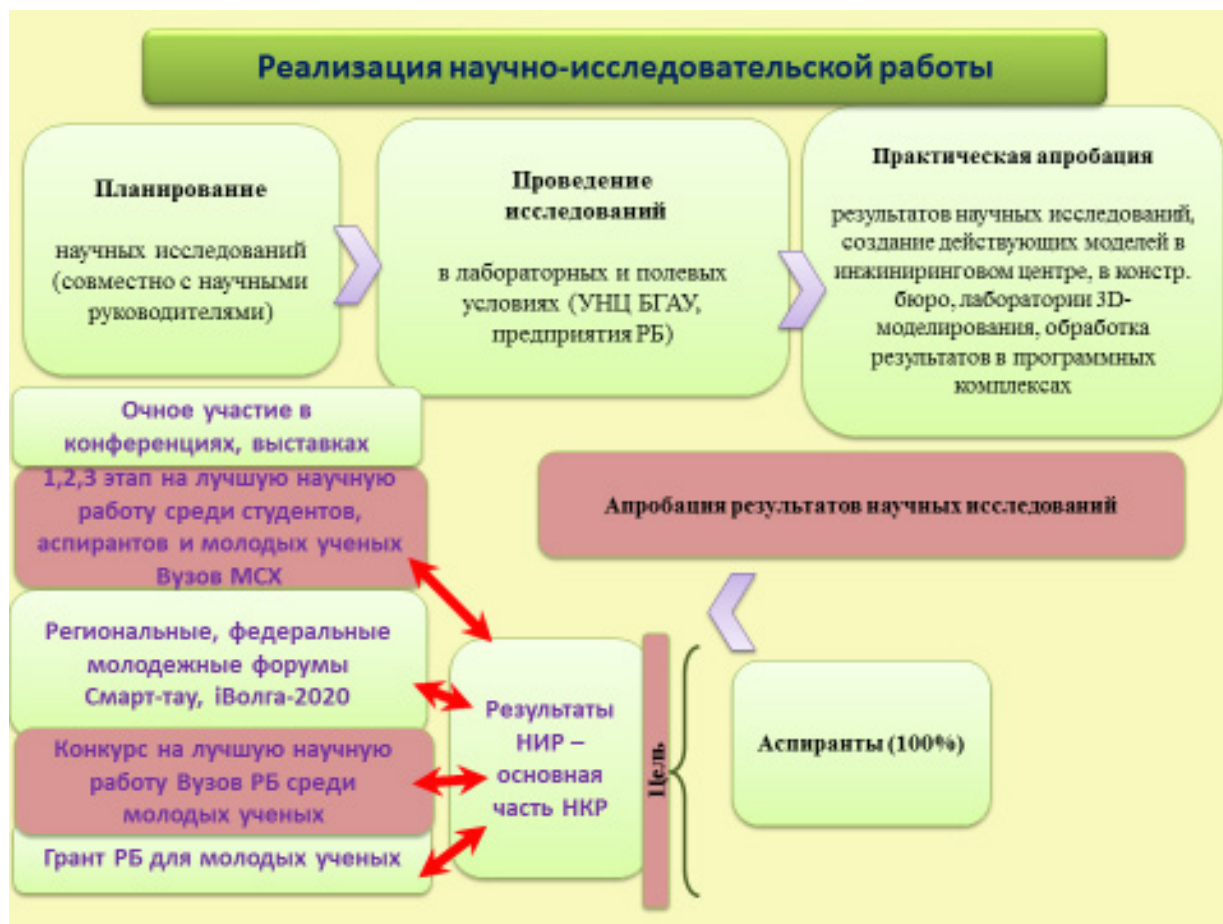 Реализация научно-исследовательской работы
Планирование
научных исследований
(совместно с научными
руководителями)
Проведение
исследований
в лабораторных и полевых
условиях (УНЦ БГАУ,
предприятия РБ)
Практическая апробация
результатов научных исследований,
создание действующих моделей в
инжиниринговом центре, в констр.
бюро, лаборатории 3D-
моделирования, обработка
результатов в программных
комплексах
Очное участие в
конференциях, выставках
1,2,3 этап на лучшую научную
работу среди студентов,
аспирантов и молодых ученых
Вузов МСХ
Региональные, федеральные
молодежные форумы
Смарт-тау, iВолга-2020
Конкурс на лучшую научную
работу Вузов РБ среди
молодых ученых
Грант РБ для молодых ученых
Апробация результатов научных исследований
Результаты
НИР –
основная
часть НКР
Цель
Аспиранты (100%)